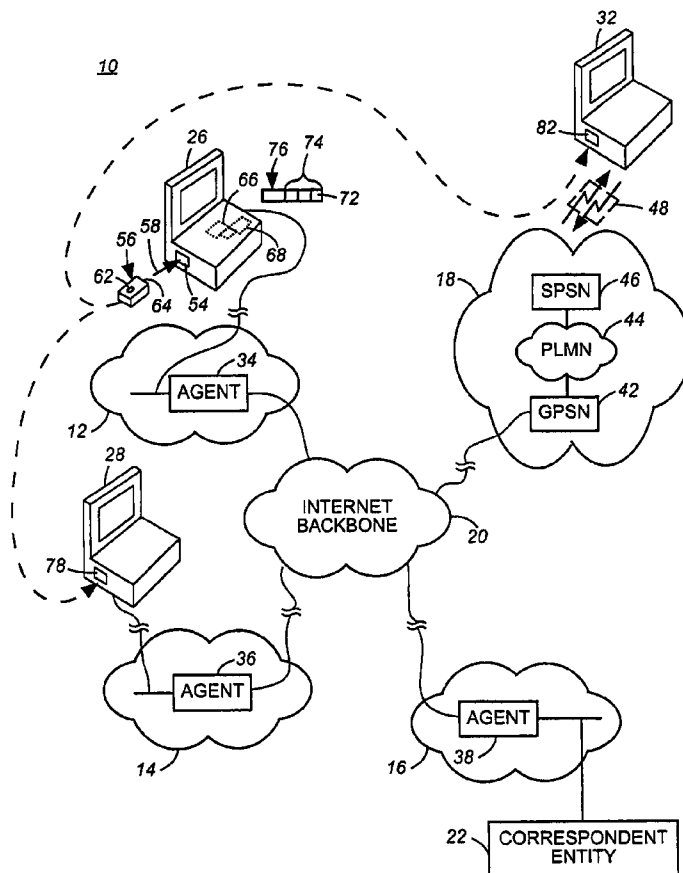 10
32
82
26
76
74
66
72
68
48
56
58
62
64
54
18
SPSN
46
44
PLMN
34
42
AGENT
GPSN
12
28
INTERNET
BACKBONE
20
78
36
AGENT
AGENT
14
16
38
22
CORRESPONDENT
ENTITY